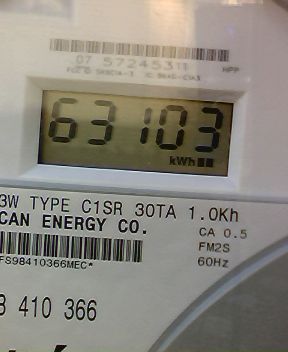 07 57245311
HPP
63103
kWh
3W TYPE C1SR 30TA 1.0Kh
CAN ENERGY CO.
CA 0.5
FM2S
60Hz
FS98410366MEC*
410 366